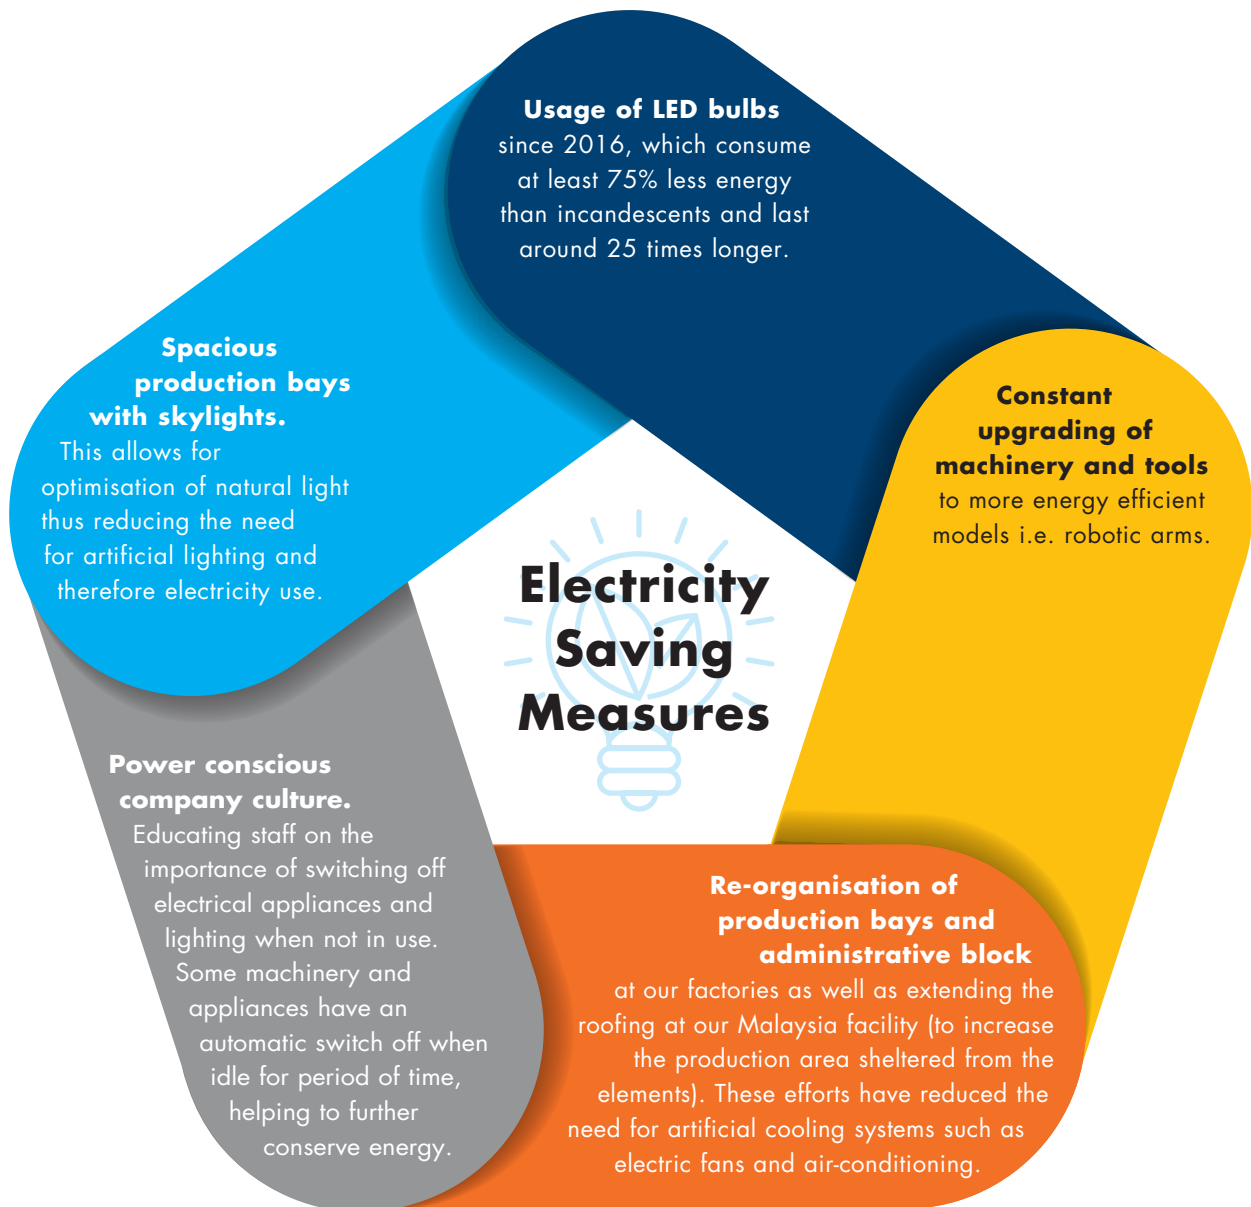 Usage of LED bulbs
since 2016, which consume
at least 75% less energy
than incandescents and last
around 25 times longer.
Constant
upgrading of
machinery and tools
to more energy efficient
models i.e. robotic arms.
Re-organisation of
production bays and
administrative block
at our factories as well as extending the
roofing at our Malaysia facility (to increase
the production area sheltered from the
elements). These efforts have reduced the
need for artificial cooling systems such as
electric fans and air-conditioning.
Power conscious
company culture.
Educating staff on the
importance of switching off
electrical appliances and
lighting when not in use.
Some machinery and
appliances have an
automatic switch off when
idle for period of time,
helping to further
conserve energy.
Spacious
production bays
with skylights.
This allows for
optimisation of natural light
thus reducing the need
for artificial lighting and
therefore electricity use.
Electricity
Saving
Measures